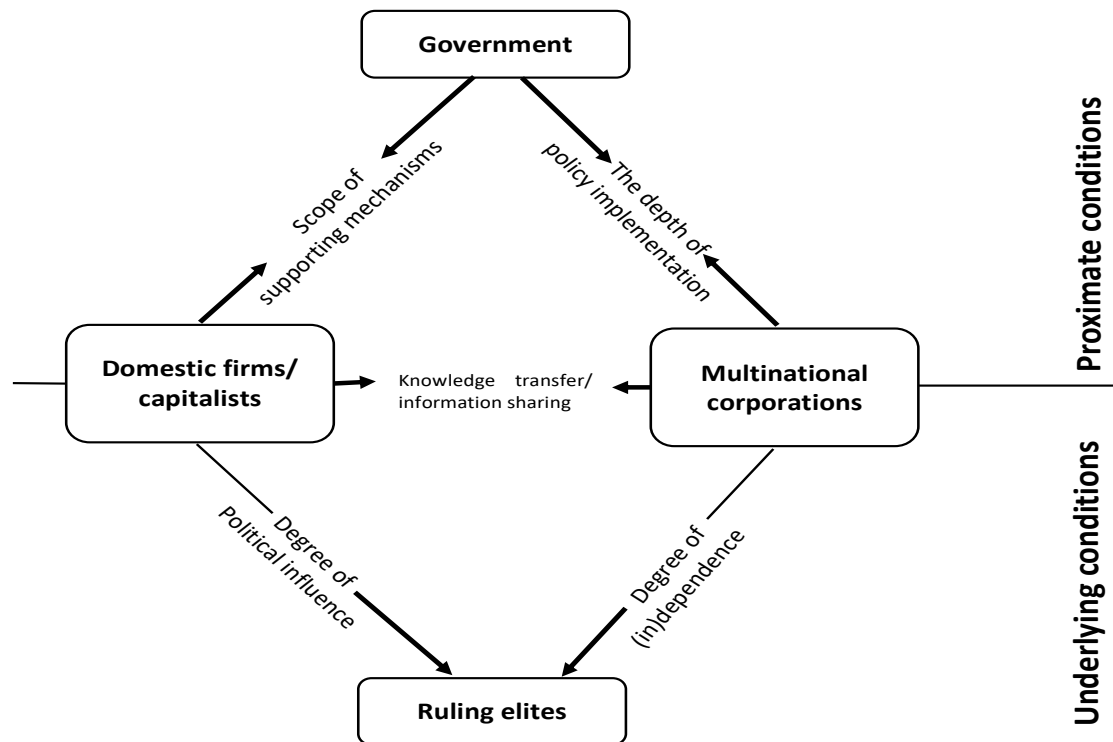 Government
Proximate conditions
Scope of
supporting mechanisms
The depth of
policy implementation
Domestic firms/
capitalists
Knowledge transfer/
information sharing
Multinational
corporations
Underlying conditions
Degree of
Political influence
Degree of
(in)dependence
Ruling elites